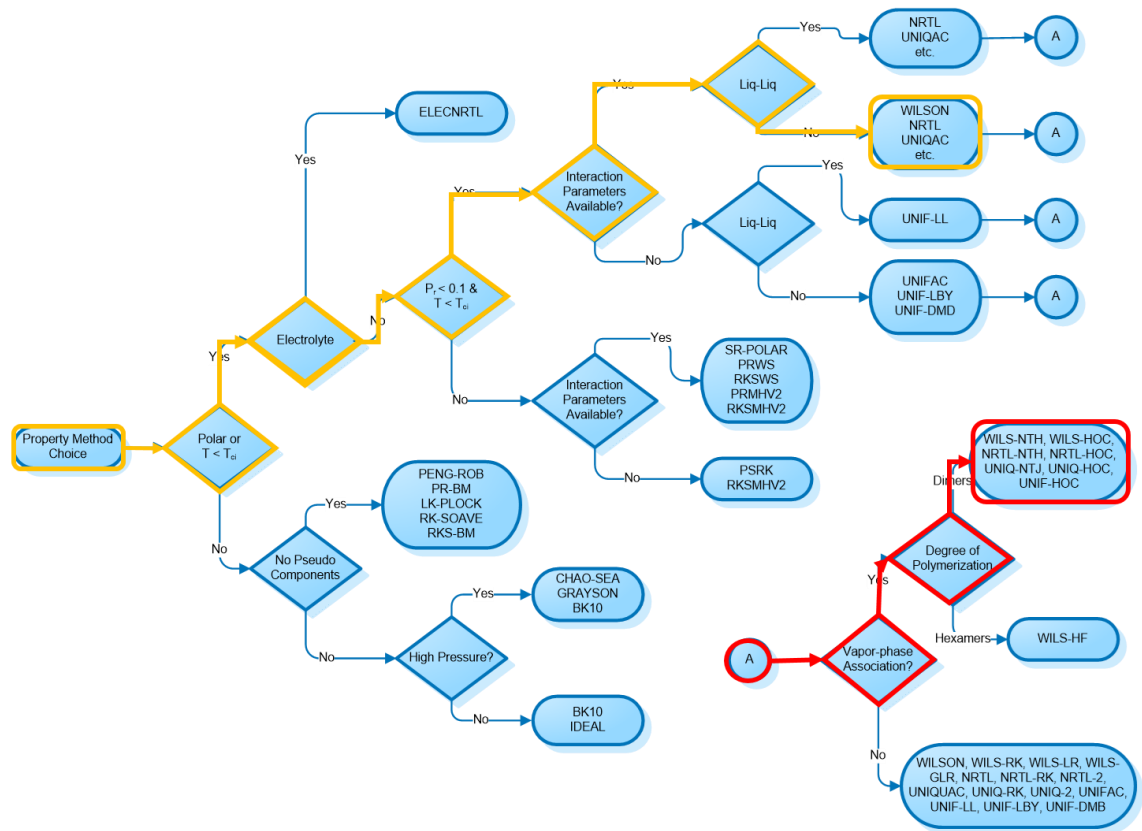 Property Method
Choice
Polar or
T < Tci
Yes
No
Electrolyte
Yes
No
ELECNRTL
Pr < 0.1 &
T < Tci
Yes
No
Interaction
Parameters
Available?
Yes
No
Liq-Liq
Yes
No
NRTL
UNIQAC
etc.
A
WILSON
NRTL
UNIQAC
etc.
A
Liq-Liq
Yes
No
UNIF-LL
A
UNIFAC
UNIF-LBY
UNIF-DMD
A
Interaction
Parameters
Available?
Yes
No
SR-POLAR
PRWS
RKSWS
PRMHV2
RKSMHV2
PSRK
RKSMHV2
No Pseudo
Components
Yes
No
PENG-ROB
PR-BM
LK-PLOCK
RK-SOAVE
RKS-BM
High Pressure?
Yes
No
CHAO-SEA
GRAYSON
BK10
BK10
IDEAL
A
Vapor-phase
Association?
Yes
No
Degree of
Polymerization
Dimers
Hexamers
WILS-NTH, WILS-HOC,
NRTL-NTH, NRTL-HOC,
UNIQ-NTJ, UNIQ-HOC,
UNIF-HOC
WILS-HF
WILSON, WILS-RK, WILS-LR, WILS-
GLR, NRTL, NRTL-RK, NRTL-2,
UNIQUAC, UNIQ-RK, UNIQ-2, UNIFAC,
UNIF-LL, UNIF-LBY, UNIF-DMB